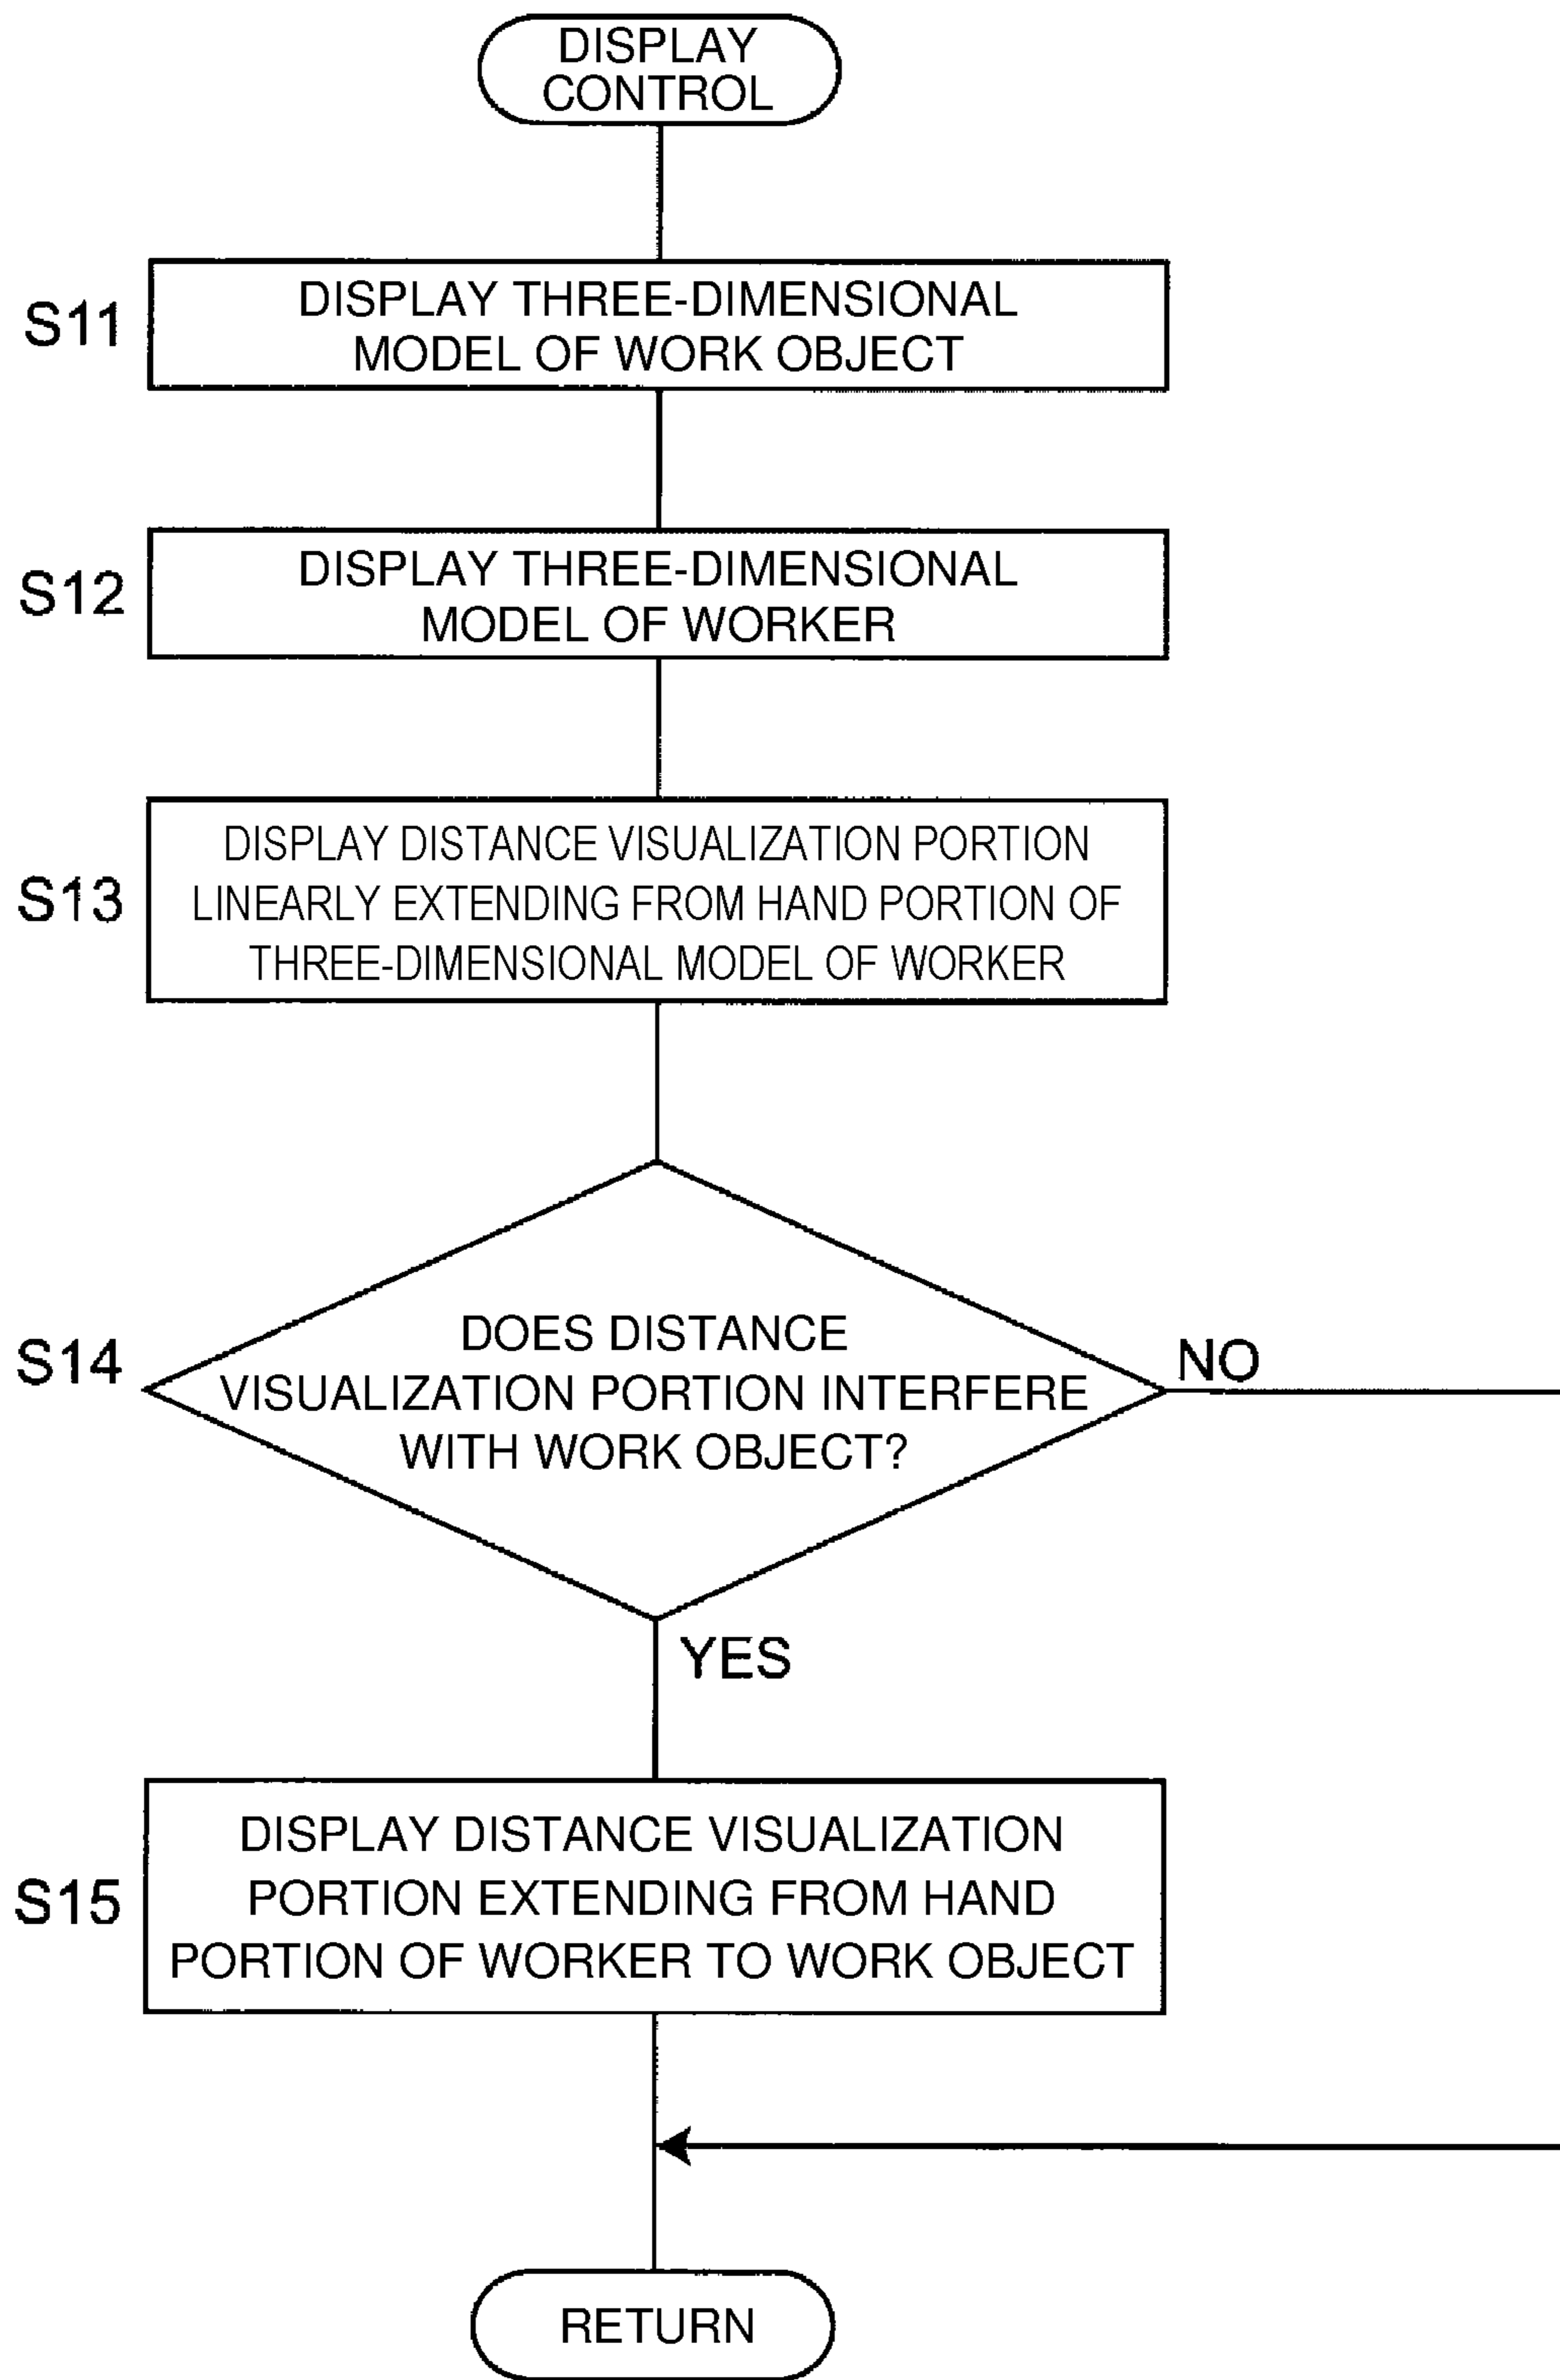 DISPLAY
CONTROL
S11
DISPLAY THREE-DIMENSIONAL
MODEL OF WORK OBJECT
S12
DISPLAY THREE-DIMENSIONAL
MODEL OF WORKER
S13
DISPLAY DISTANCE VISUALIZATION PORTION
LINEARLY EXTENDING FROM HAND PORTION OF
THREE-DIMENSIONAL MODEL OF WORKER
S14
DOES DISTANCE
VISUALIZATION PORTION INTERFERE
WITH WORK OBJECT?
NO
YES
S15
DISPLAY DISTANCE VISUALIZATION
PORTION EXTENDING FROM HAND
PORTION OF WORKER TO WORK OBJECT
RETURN